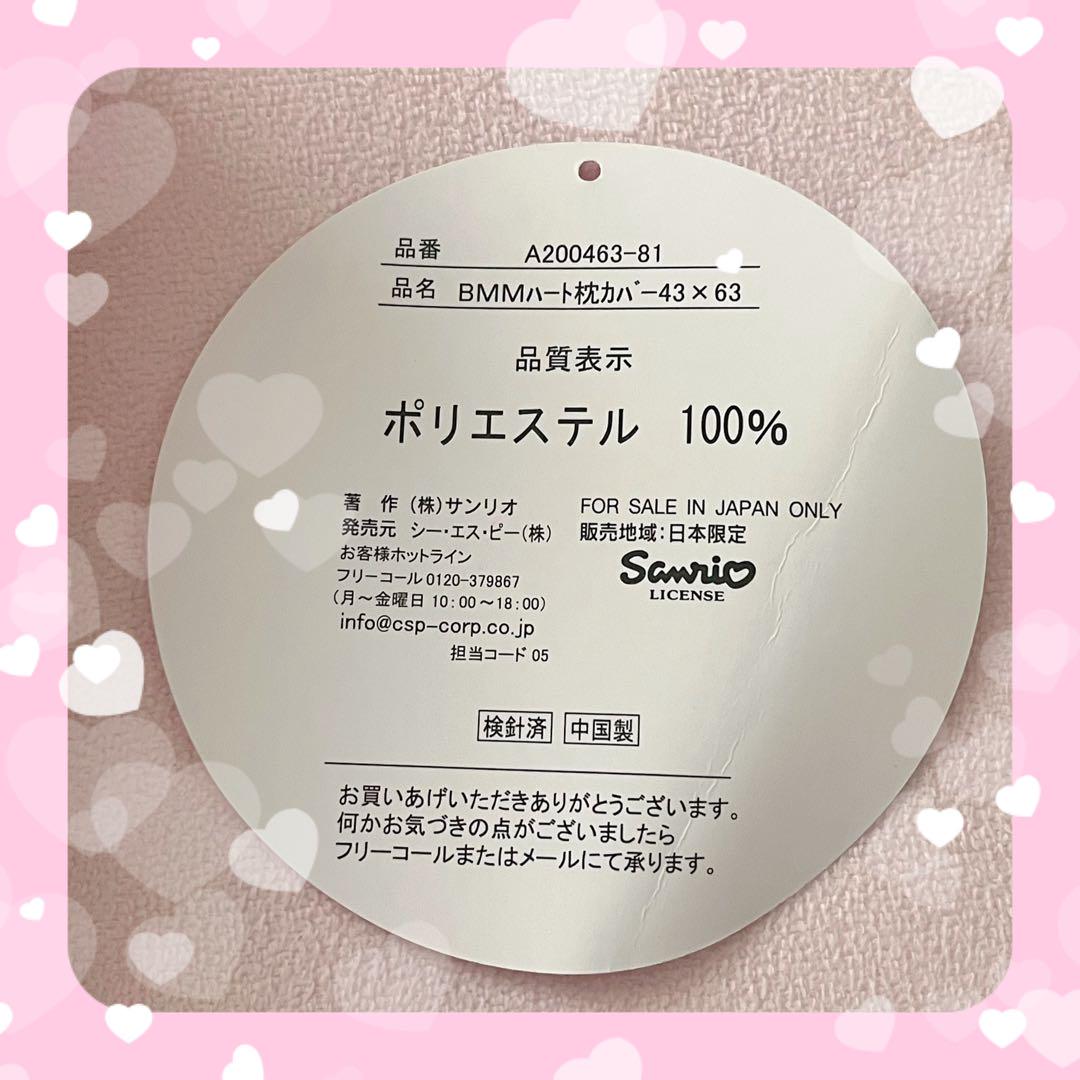 品番 A200463-81
品名 BMMﾊｰﾄ枕ｶﾊﾞｰ43×63
品質表示
ポリエステル 100%
著 作 (株)サンリオ
発売元 シー・エス・ピー(株)
お客様ホットライン
フリーコール 0120-379867
(月～金曜日 10:00～18:00)
info@csp-corp.co.jp
担当コード 05
FOR SALE IN JAPAN ONLY
販売地域:日本限定
Sanrio
LICENSE
検針済 中国製
お買いあげいただきありがとうございます。
何かお気づきの点がございましたら
フリーコールまたはメールにて承ります。